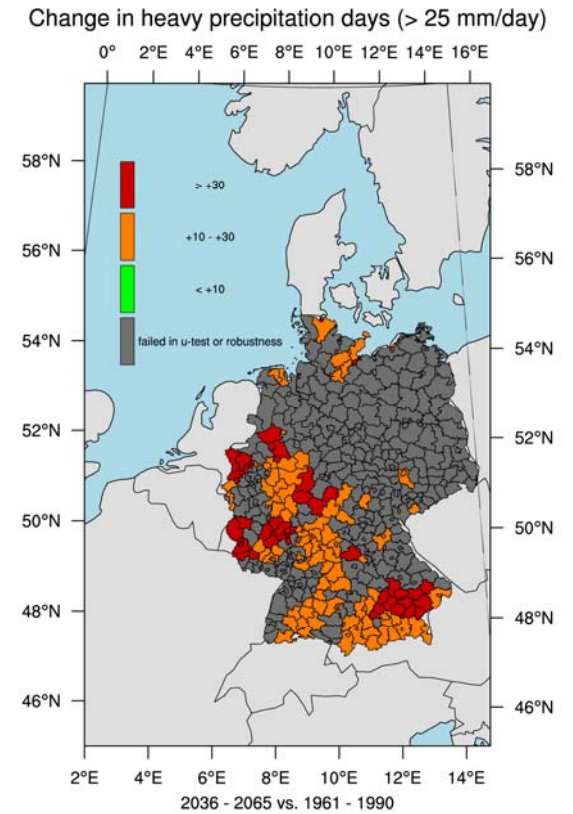 Change in heavy precipitation days (> 25 mm/day)
0° 2°E 4°E 6°E 8°E 10°E 12°E 14°E 16°E
58°N 58°N
> +30
+10 - +30
56°N 56°N
< +10
failed in u-test or robustness
54°N 54°N
52°N 52°N
50°N 50°N
48°N 48°N
46°N 46°N
2°E 4°E 6°E 8°E 10°E 12°E 14°E
2036 - 2065 vs. 1961 - 1990